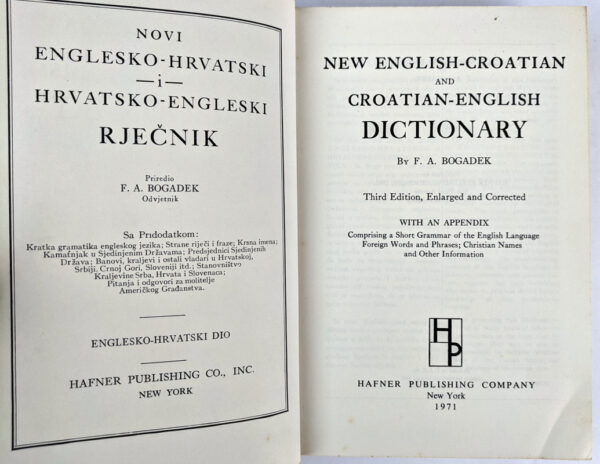 NOVI
ENGLESKO-HRVATSKI
—i—
HRVATSKO-ENGLESKI
RJEČNIK
Priredio
F. A. BOGADEK
Odvjetnik
Sa Pridodatkom:
Kratka gramatika engleskog jezika; Strane riječi i fraze; Krsna imena;
Kamatnjak u Sjedinjenim Državama; Predsjednici Sjedinjenih
Država; Banovi, kraljevi i ostali vladari u Hrvatskoj,
Srbiji, Crnoj Gori, Sloveniji itd.; Stanovništvo
Kraljevine Srba, Hrvata i Slovenaca;
Pitanja i odgovori za molitelje
Američkog Građanstva.
ENGLESKO-HRVATSKI DIO
HAFNER PUBLISHING CO., INC.
NEW YORK
NEW ENGLISH-CROATIAN
AND
CROATIAN-ENGLISH
DICTIONARY
BY F. A. BOGADEK
Third Edition, Enlarged and Corrected
WITH AN APPENDIX
Comprising a Short Grammar of the English Language
Foreign Words and Phrases; Christian Names
and Other Information
H
P
HAFNER PUBLISHING COMPANY
New York
1971